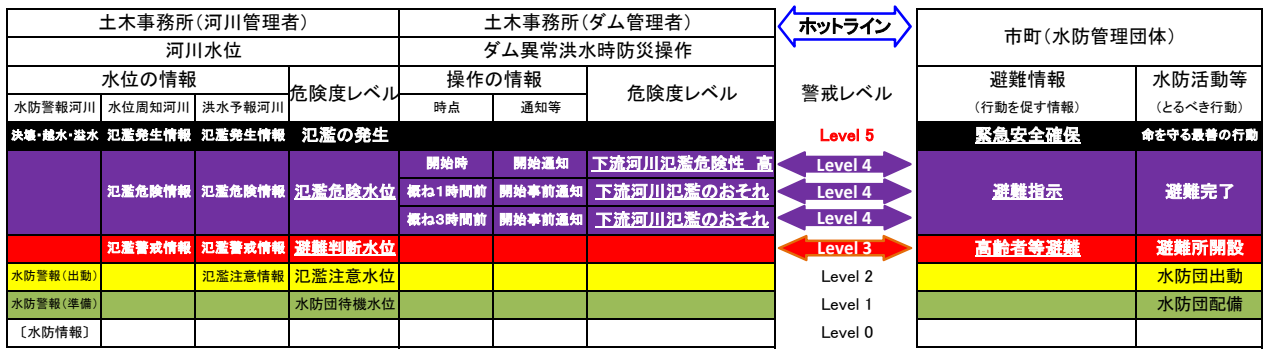 土木事務所(河川管理者) 土木事務所(ダム管理者) ホットライン 市町(水防管理団体)
河川水位 ダム異常洪水時防災操作
水位の情報 危険度レベル 操作の情報 危険度レベル 警戒レベル 避難情報 水防活動等
水防警報河川 水位周知河川 洪水予報河川 時点 通知等 (行動を促す情報) (とるべき行動)
決壊・越水・溢水 氾濫発生情報 氾濫発生情報 氾濫の発生 Level 5 緊急安全確保 命を守る最善の行動
開始時 開始通知 下流河川氾濫危険性 高 Level 4
氾濫危険情報 氾濫危険情報 氾濫危険水位 概ね1時間前 開始事前通知 下流河川氾濫のおそれ Level 4 避難指示 避難完了
概ね3時間前 開始事前通知 下流河川氾濫のおそれ Level 4
氾濫警戒情報 氾濫警戒情報 避難判断水位 Level 3 高齢者等避難 避難所開設
水防警報(出動) 氾濫注意情報 氾濫注意水位 Level 2 水防団出動
水防警報(準備) 水防団待機水位 Level 1 水防団配備
〔水防情報〕 Level 0